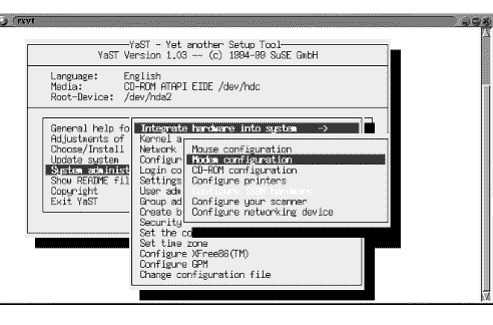 rxvt
YaST - Yet another Setup Tool
YaST Version 1.03 -- (c) 1994-99 SuSE GmbH
Language: English
Media: CD-ROM ATAPI EIDE /dev/hdc
Root-Device: /dev/hda2
General help fo
Adjustments of
Choose/Install
Update system
System administ
Show README fil
Copyright
Exit YaST
Integrate hardware into system ->
Kernel a
Network
Configur
Login co
Settings
User adm
Group ad
Create b
Security
Set the co
Set time zone
Configure XFree86(TM)
Configure GPM
Change configuration file
Mouse configuration
Modem configuration
CD-ROM configuration
Configure printers
Configure ISDN hardware
Configure your scanner
Configure networking device